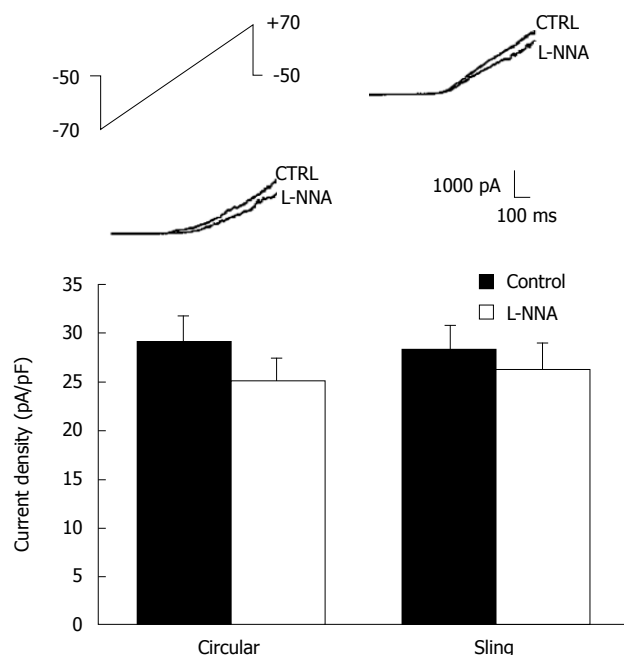 +70
-50
-50
-70
CTRL
L-NNA
CTRL
L-NNA
1000 pA
100 ms
Control
L-NNA
Current density (pA/pF)
35
30
25
20
15
10
5
0
Circular
Sling